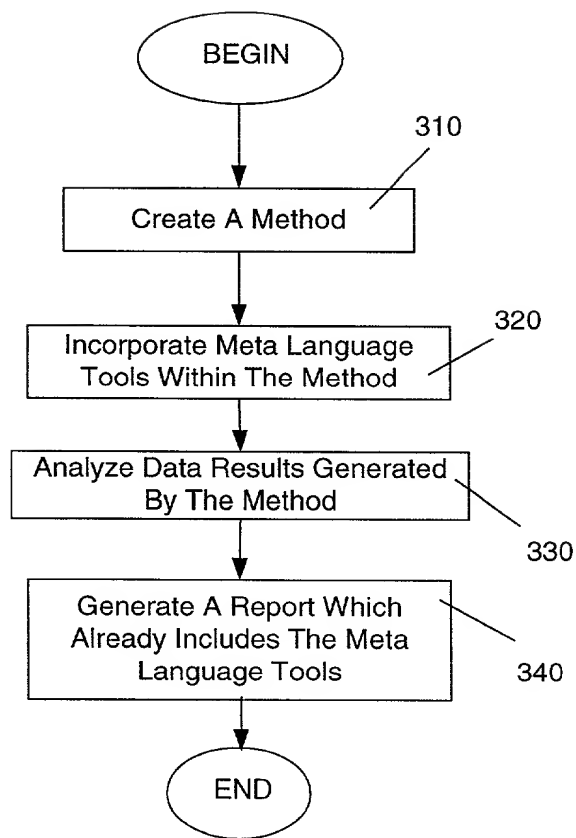 BEGIN
310
Create A Method
320
Incorporate Meta Language
Tools Within The Method
Analyze Data Results Generated
By The Method
330
Generate A Report Which
Already Includes The Meta
Language Tools
340
END